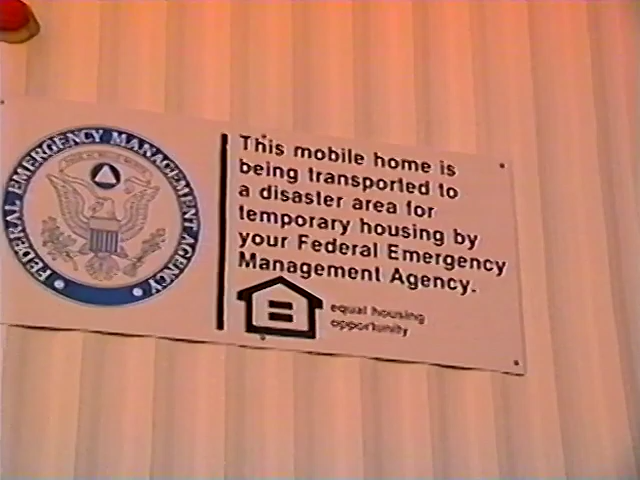 FEDERAL EMERGENCY MANAGEMENT AGENCY
This mobile home is
being transported to
a disaster area for
temporary housing by
your Federal Emergency
Management Agency.
equal housing
opportunity